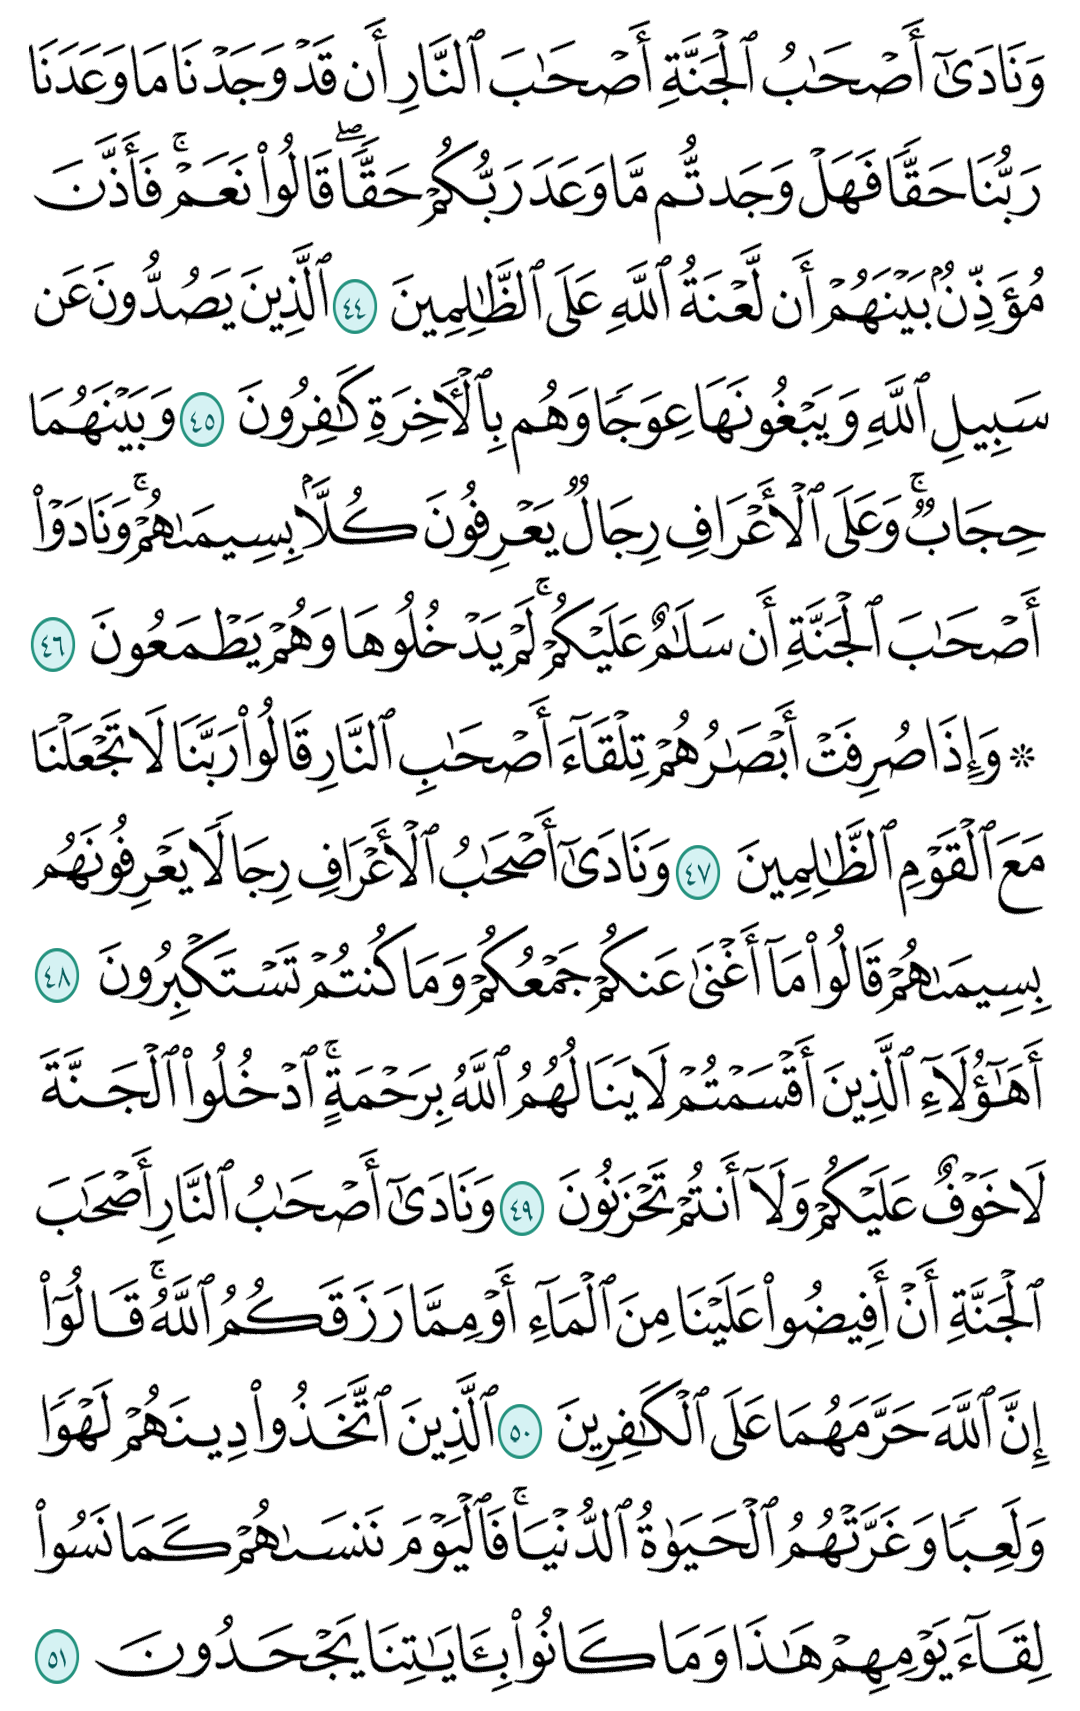 وَنَادَىٰٓ أَصۡحَٰبُ ٱلۡجَنَّةِ أَصۡحَٰبَ ٱلنَّارِ أَن قَدۡ وَجَدۡنَا مَا وَعَدَنَا
رَبُّنَا حَقّٗا فَهَلۡ وَجَدتُّم مَّا وَعَدَ رَبُّكُمۡ حَقّٗاۖ قَالُواْ نَعَمۡۚ فَأَذَّنَ
مُؤَذِّنُۢ بَيۡنَهُمۡ أَن لَّعۡنَةُ ٱللَّهِ عَلَى ٱلظَّٰلِمِينَ ٤٤ ٱلَّذِينَ يَصُدُّونَ عَن
سَبِيلِ ٱللَّهِ وَيَبۡغُونَهَا عِوَجٗا وَهُم بِٱلۡأٓخِرَةِ كَٰفِرُونَ ٤٥ وَبَيۡنَهُمَا
حِجَابٞۚ وَعَلَى ٱلۡأَعۡرَافِ رِجَالٞ يَعۡرِفُونَ كُلَّۢا بِسِيمَىٰهُمۡۚ وَنَادَوۡاْ
أَصۡحَٰبَ ٱلۡجَنَّةِ أَن سَلَٰمٌ عَلَيۡكُمۡۚ لَمۡ يَدۡخُلُوهَا وَهُمۡ يَطۡمَعُونَ ٤٦
۞ وَإِذَا صُرِفَتۡ أَبۡصَٰرُهُمۡ تِلۡقَآءَ أَصۡحَٰبِ ٱلنَّارِ قَالُواْ رَبَّنَا لَا تَجۡعَلۡنَا
مَعَ ٱلۡقَوۡمِ ٱلظَّٰلِمِينَ ٤٧ وَنَادَىٰٓ أَصۡحَٰبُ ٱلۡأَعۡرَافِ رِجَالٗا يَعۡرِفُونَهُم
بِسِيمَىٰهُمۡ قَالُواْ مَآ أَغۡنَىٰ عَنكُمۡ جَمۡعُكُمۡ وَمَا كُنتُمۡ تَسۡتَكۡبِرُونَ ٤٨
أَهَٰٓؤُلَآءِ ٱلَّذِينَ أَقۡسَمۡتُمۡ لَا يَنَالُهُمُ ٱللَّهُ بِرَحۡمَةٍۚ ٱدۡخُلُواْ ٱلۡجَنَّةَ
لَا خَوۡفٌ عَلَيۡكُمۡ وَلَآ أَنتُمۡ تَحۡزَنُونَ ٤٩ وَنَادَىٰٓ أَصۡحَٰبُ ٱلنَّارِ أَصۡحَٰبَ
ٱلۡجَنَّةِ أَنۡ أَفِيضُواْ عَلَيۡنَا مِنَ ٱلۡمَآءِ أَوۡ مِمَّا رَزَقَكُمُ ٱللَّهُۚ قَالُوٓاْ
إِنَّ ٱللَّهَ حَرَّمَهُمَا عَلَى ٱلۡكَٰفِرِينَ ٥٠ ٱلَّذِينَ ٱتَّخَذُواْ دِينَهُمۡ لَهۡوٗا
وَلَعِبٗا وَغَرَّتۡهُمُ ٱلۡحَيَوٰةُ ٱلدُّنۡيَاۚ فَٱلۡيَوۡمَ نَنسَىٰهُمۡ كَمَا نَسُواْ
لِقَآءَ يَوۡمِهِمۡ هَٰذَا وَمَا كَانُواْ بِـَٔايَٰتِنَا يَجۡحَدُونَ ٥١